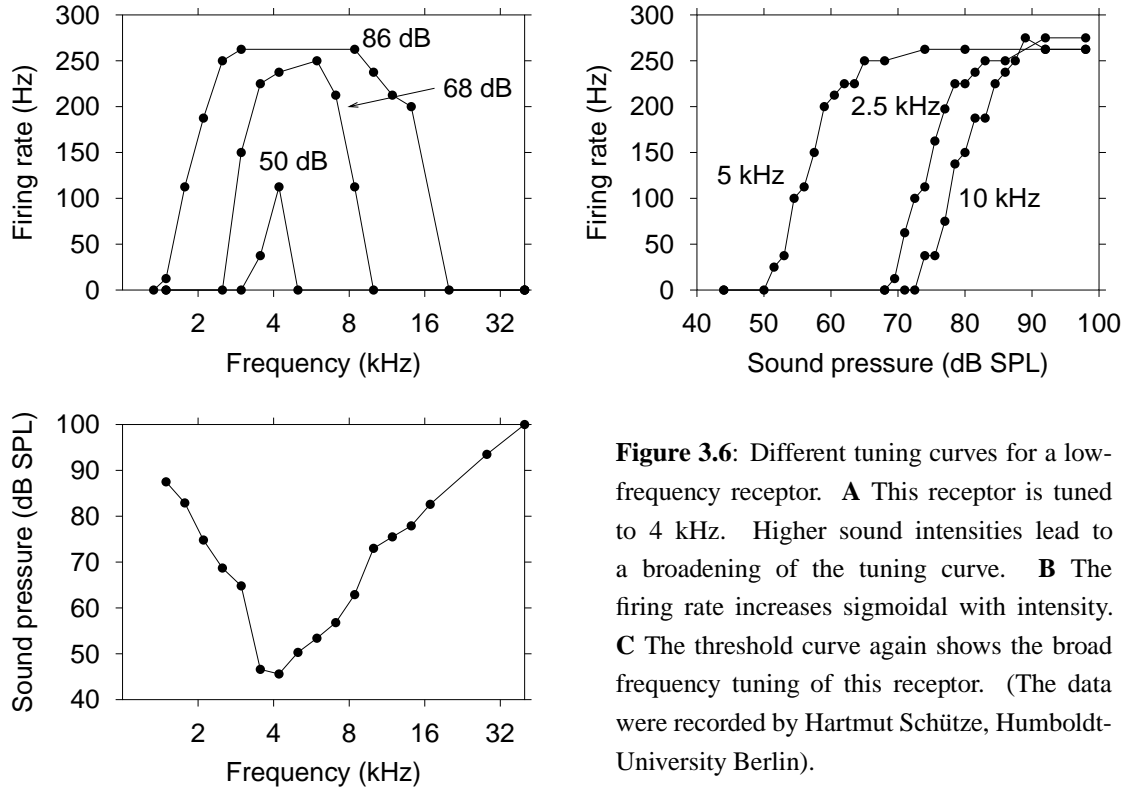 300
250
200
150
100
50
0
Firing rate (Hz)
86 dB
68 dB
50 dB
2 4 8 16 32
Frequency (kHz)
300
250
200
150
100
50
0
Firing rate (Hz)
5 kHz
2.5 kHz
10 kHz
40 50 60 70 80 90 100
Sound pressure (dB SPL)
100
90
80
70
60
50
40
Sound pressure (dB SPL)
2 4 8 16 32
Frequency (kHz)
Figure 3.6: Different tuning curves for a low-
frequency receptor. A This receptor is tuned
to 4 kHz. Higher sound intensities lead to
a broadening of the tuning curve. B The
firing rate increases sigmoidal with intensity.
C The threshold curve again shows the broad
frequency tuning of this receptor. (The data
were recorded by Hartmut Schütze, Humboldt-
University Berlin).